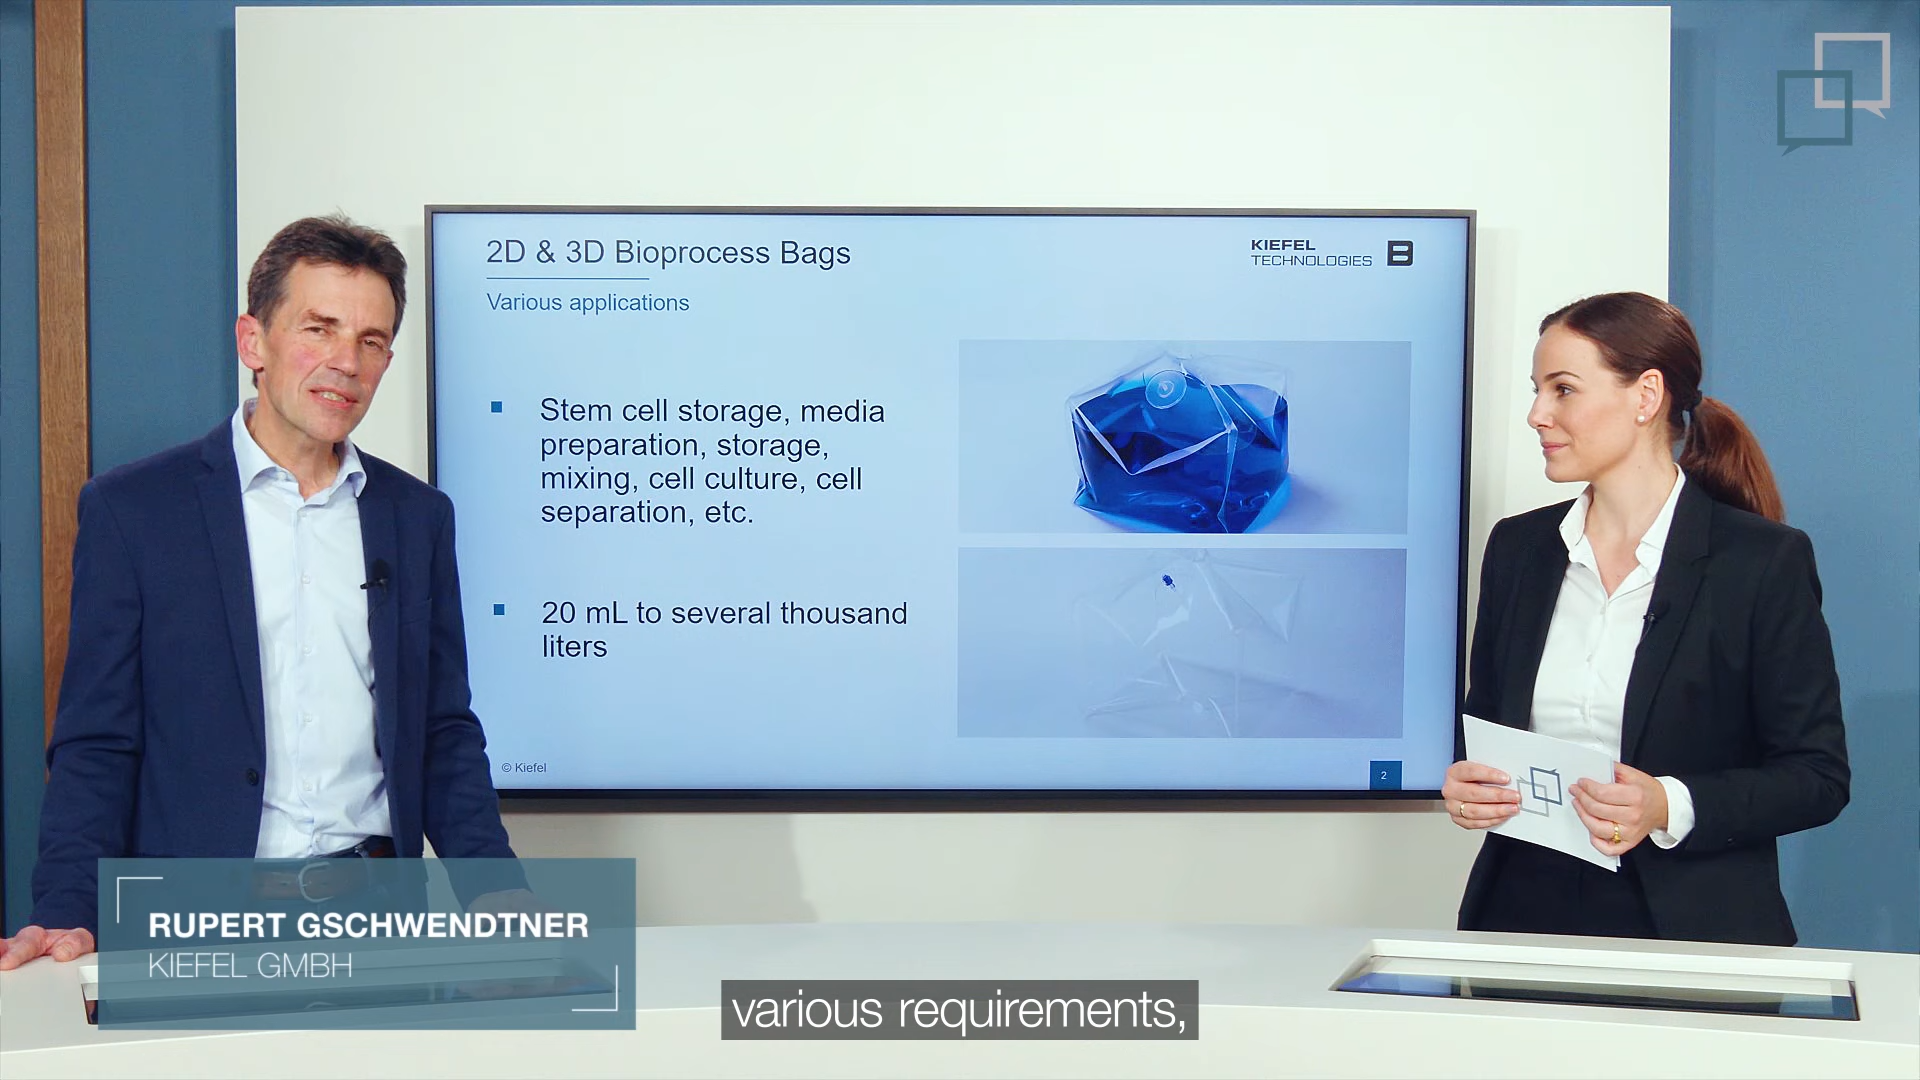 2D & 3D Bioprocess Bags
KIEFEL
TECHNOLOGIES
Various applications
Stem cell storage, media
preparation, storage,
mixing, cell culture, cell
separation, etc.
20 mL to several thousand
liters
© Kiefel
2
RUPERT GSCHWENDTNER
KIEFEL GMBH
various requirements,